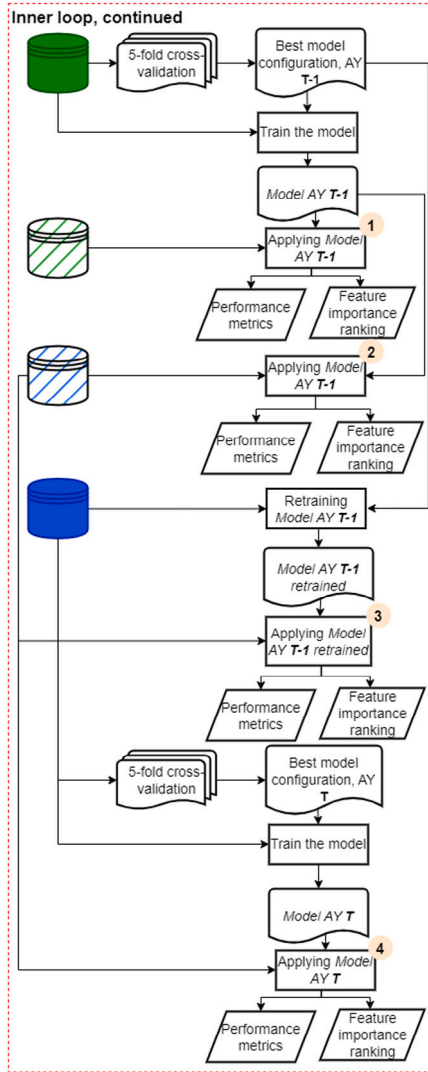 Inner loop, continued
5-fold cross-
validation
Best model
configuration, AY
T-1
Train the model
Model AY T-1
1
Applying Model
AY T-1
Performance
metrics
Feature
importance
ranking
2
Applying Model
AY T-1
Performance
metrics
Feature
importance
ranking
Retraining
Model AY T-1
Model AY T-1
retrained
3
Applying Model
AY T-1 retrained
Performance
metrics
Feature
importance
ranking
5-fold cross-
validation
Best model
configuration, AY
T
Train the model
Model AY T
4
Applying Model
AY T
Performance
metrics
Feature
importance
ranking